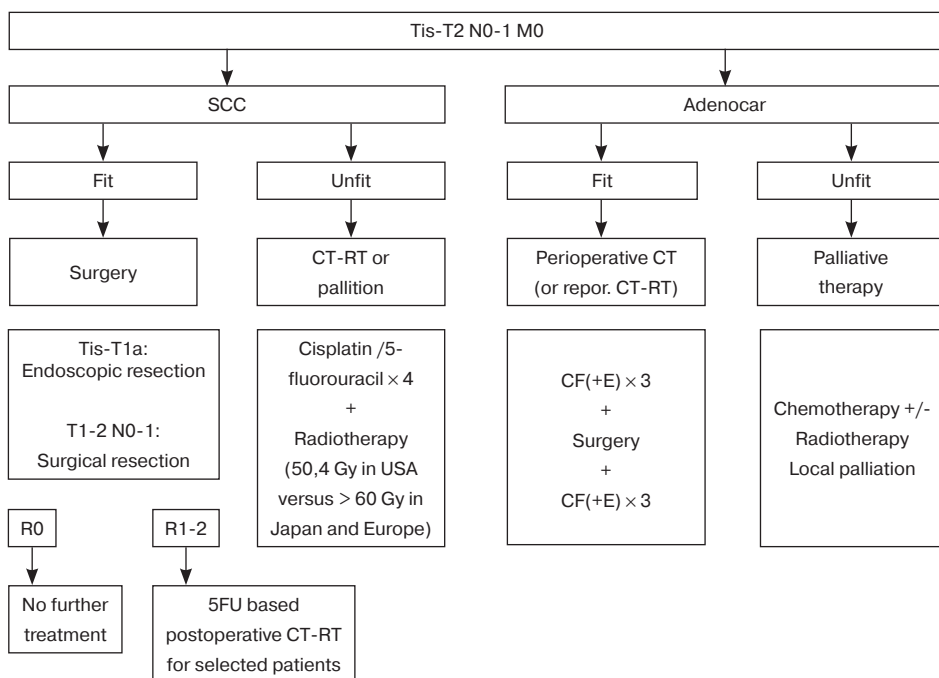 Tis-T2 N0-1 M0
SCC
Adenocar
Fit
Unfit
Fit
Unfit
Surgery
CT-RT or
pallition
Perioperative CT
(or repor. CT-RT)
Palliative
therapy
Tis-T1a:
Endoscopic resection
T1-2 N0-1:
Surgical resection
Cisplatin /5-
fluorouracil × 4
+
Radiotherapy
(50,4 Gy in USA
versus > 60 Gy in
Japan and Europe)
CF(+E) × 3
+
Surgery
+
CF(+E) × 3
Chemotherapy +/-
Radiotherapy
Local palliation
R0
R1-2
No further
treatment
5FU based
postoperative CT-RT
for selected patients